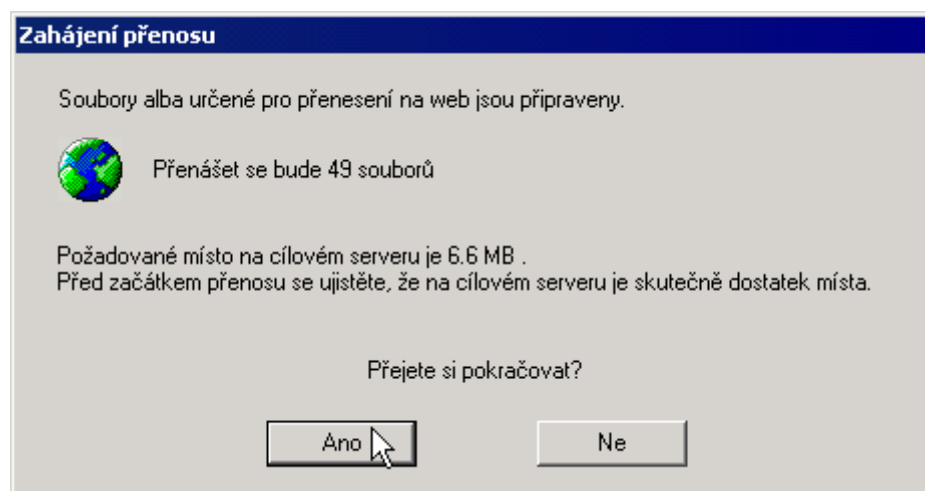 Zahájení přenosu
Soubory alba určené pro přenesení na web jsou připraveny.
Přenášet se bude 49 souborů
Požadované místo na cílovém serveru je 6.6 MB .
Před začátkem přenosu se ujistěte, že na cílovém serveru je skutečně dostatek místa.
Přejete si pokračovat?
Ano
Ne